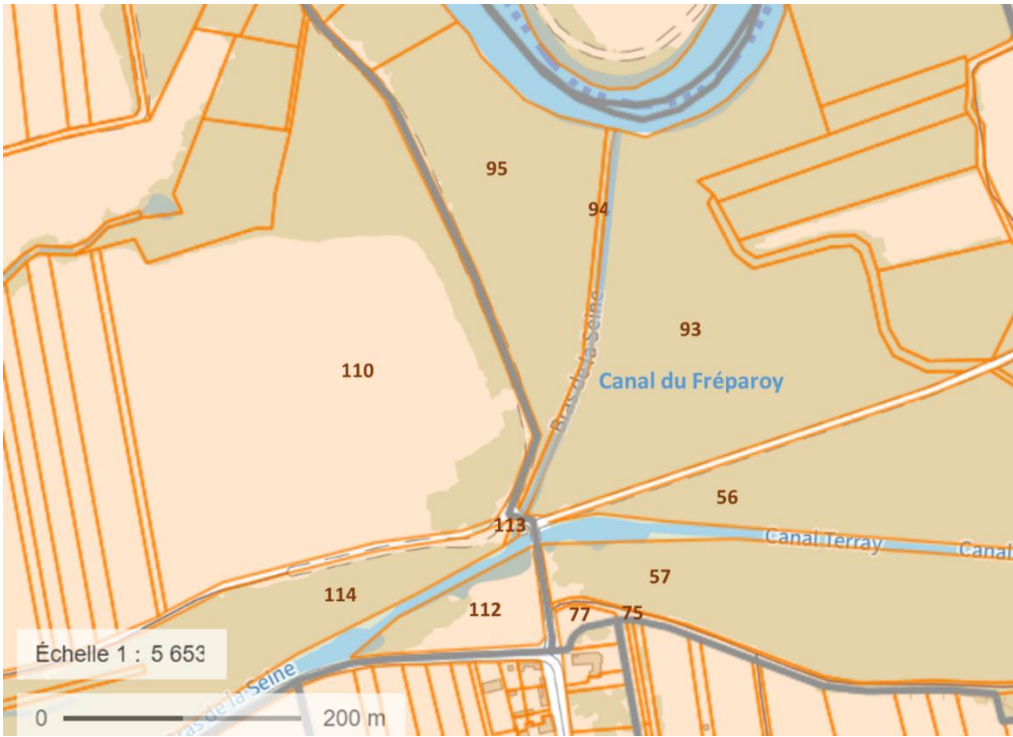 95
94
Bras de la Seine
93
110
Canal du Fréparoy
56
113
Canal Terray
Canal
57
114
112
77
75
Échelle 1 : 5 653
Bras de la Seine
0
200 m